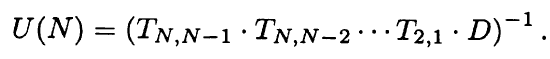 U(N) = (T_{N,N−1} · T_{N,N−2} ⋯ T_{2,1} · D)^{−1} .